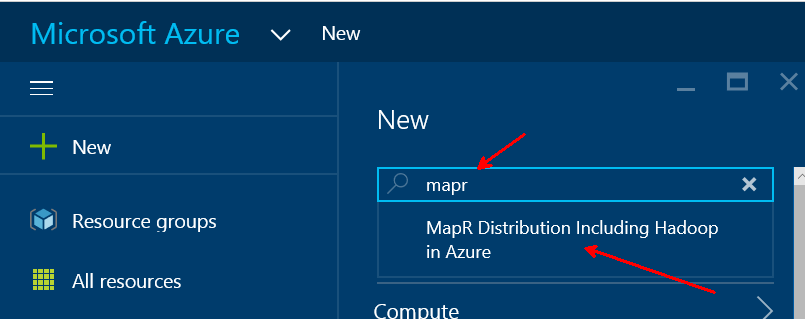 Microsoft Azure New
New
Resource groups
All resources
New
mapr
MapR Distribution Including Hadoop
in Azure
Compute